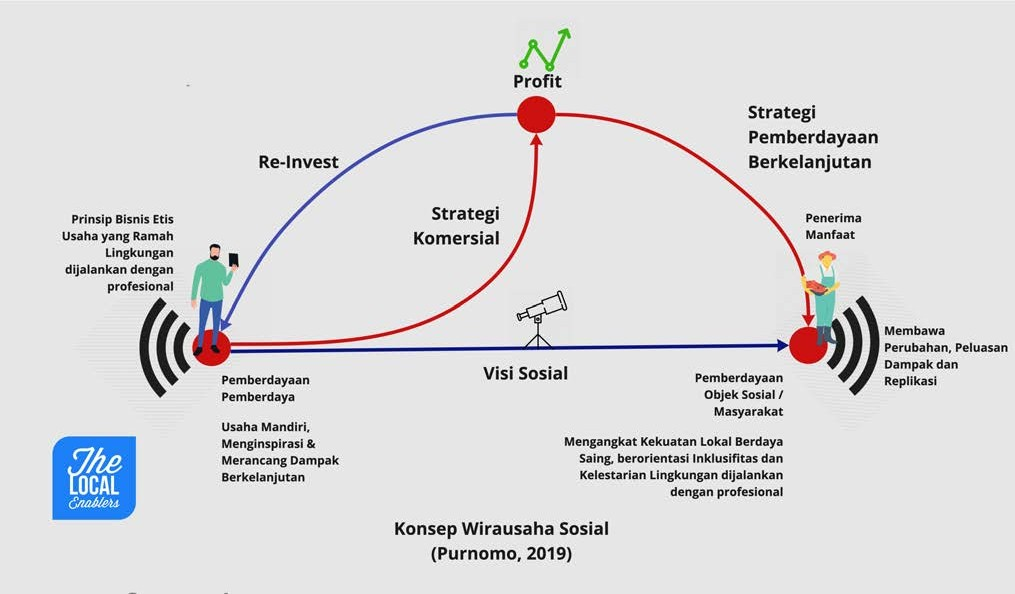 Profit
Strategi
Pemberdayaan
Berkelanjutan
Re-Invest
Strategi
Komersial
Prinsip Bisnis Etis
Usaha yang Ramah
Lingkungan
dijalankan dengan
profesional
Penerima
Manfaat
Membawa
Perubahan, Peluasan
Dampak dan
Replikasi
Visi Sosial
Pemberdayaan
Pemberdaya
Usaha Mandiri,
Menginspirasi &
Merancang Dampak
Berkelanjutan
Pemberdayaan
Objek Sosial /
Masyarakat
Mengangkat Kekuatan Lokal Berdaya
Saing, berorientasi Inklusifitas dan
Kelestarian Lingkungan dijalankan
dengan profesional
The
LOCAL
Enablers
Konsep Wirausaha Sosial
(Purnomo, 2019)